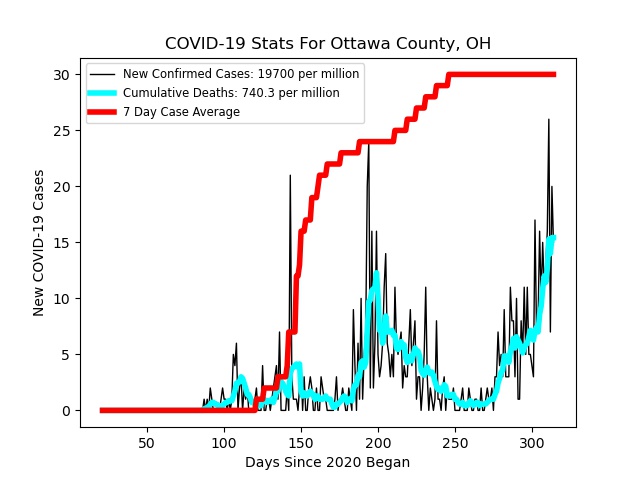 COVID-19 Stats For Ottawa County, OH
New Confirmed Cases: 19700 per million
Cumulative Deaths: 740.3 per million
7 Day Case Average
New COVID-19 Cases
30
25
20
15
10
5
0
50 100 150 200 250 300
Days Since 2020 Began